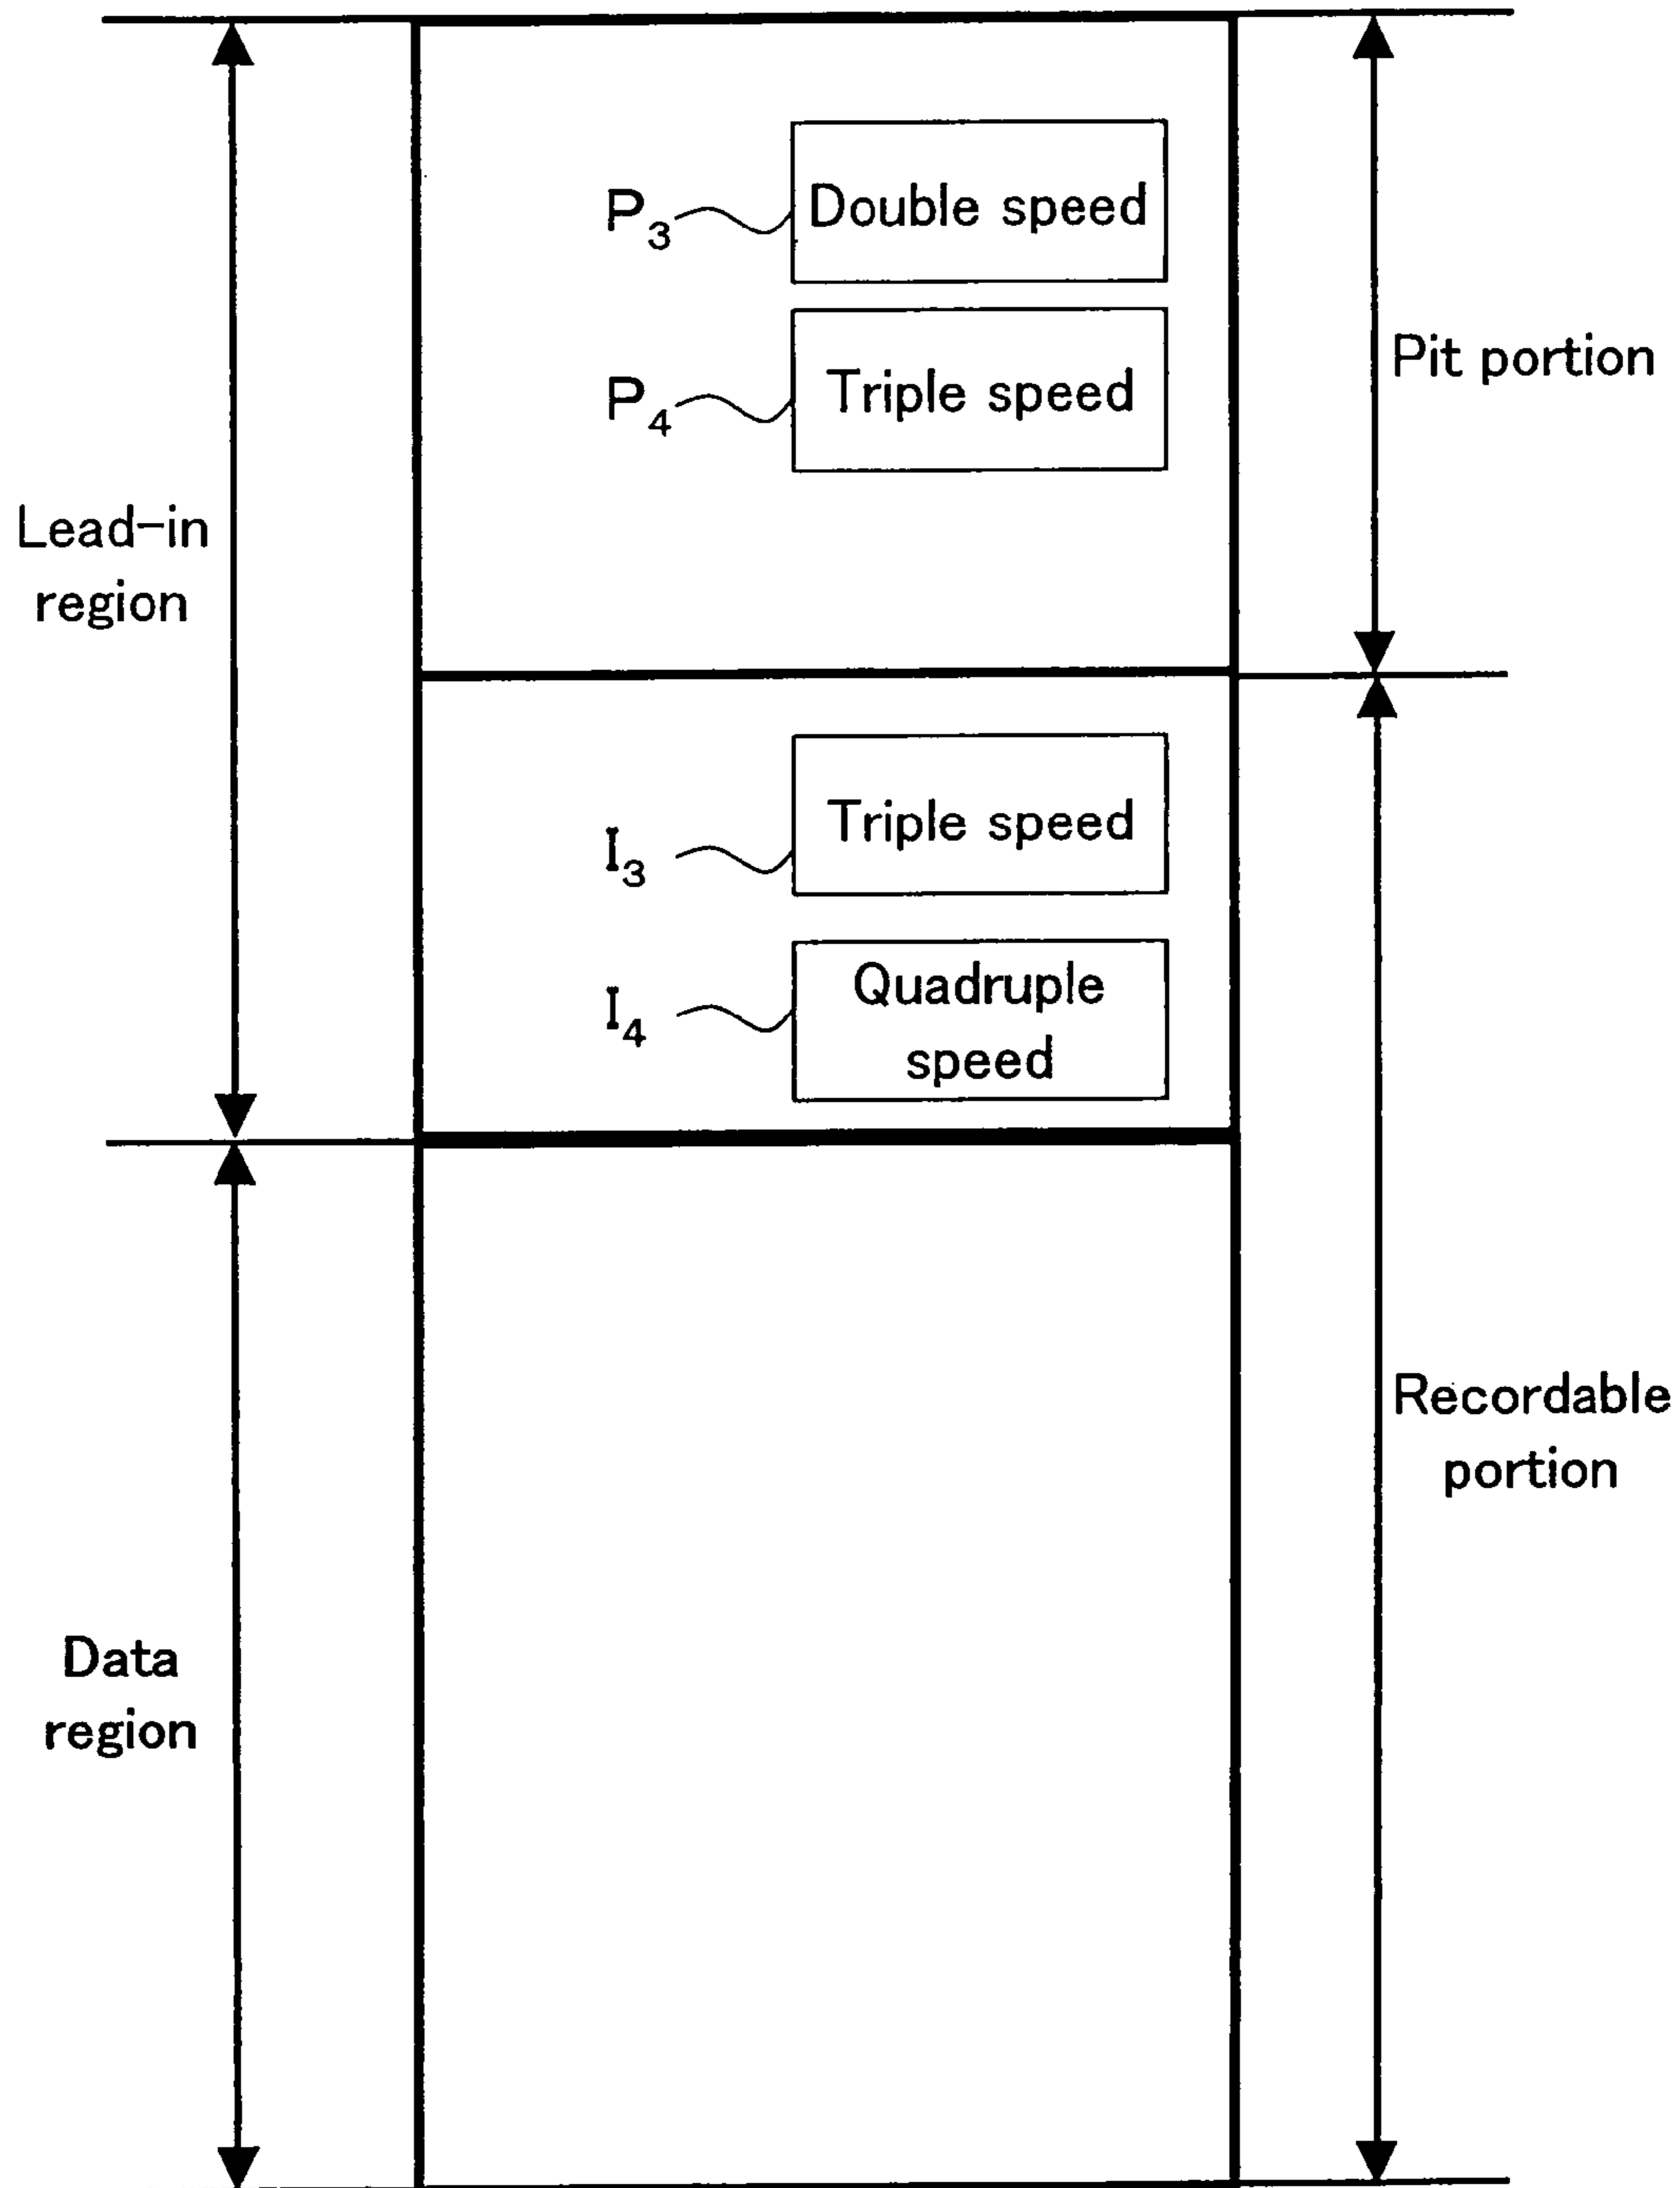 P3
Double speed
P4
Triple speed
Pit portion
Lead-in
region
I3
Triple speed
I4
Quadruple
speed
Recordable
portion
Data
region